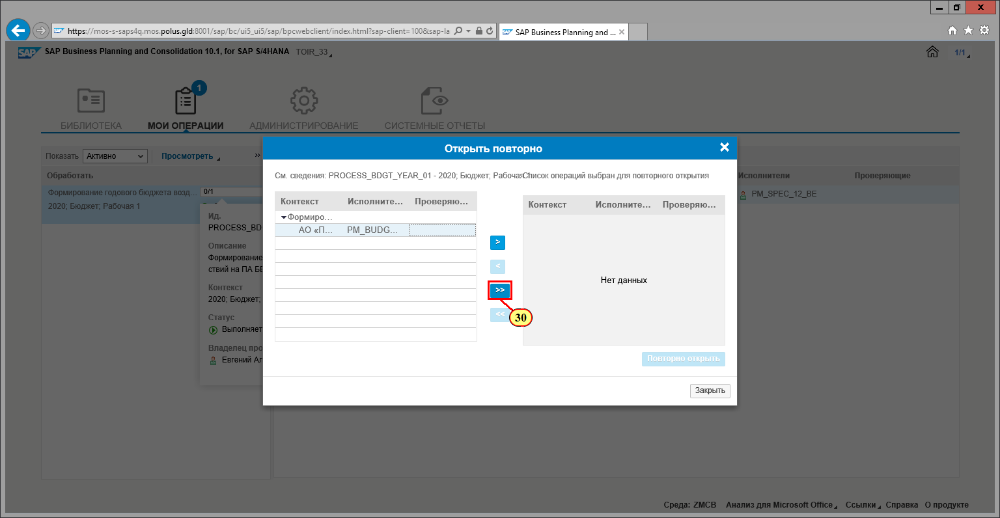 https://mos-s-saps4q.mos.polus.gld:8001/sap/bc/ui5_ui5/sap/bpcwebclient/index.html?sap-client=100&sap-la
SAP Business Planning and ...
SAP SAP Business Planning and Consolidation 10.1, for SAP S/4HANA TOIR_33
1/1
1
БИБЛИОТЕКА МОИ ОПЕРАЦИИ АДМИНИСТРИРОВАНИЕ СИСТЕМНЫЕ ОТЧЕТЫ
Показать Активно Просмотреть »
Обработать
Формирование годового бюджета возд... 0/1
2020; Бюджет; Рабочая 1
Ид.
PROCESS_BD
Описание
Формирование
ствий на ПА БЕ
Контекст
2020; Бюджет;
Статус
Выполняет
Владелец про
Евгений Ал
Исполнители Проверяющие
PM_SPEC_12_BE
Открыть повторно
См. сведения: PROCESS_BDGT_YEAR_01 - 2020; Бюджет; Рабочая 1
Список операций выбран для повторного открытия
Контекст Исполните... Проверяю...
Формиро...
АО «П... PM_BUDG...
>
<
>>
<<
30
Контекст Исполните... Проверяю...
Нет данных
Повторно открыть
Закрыть
Среда: ZMCB Анализ для Microsoft Office Ссылки Справка О продукте